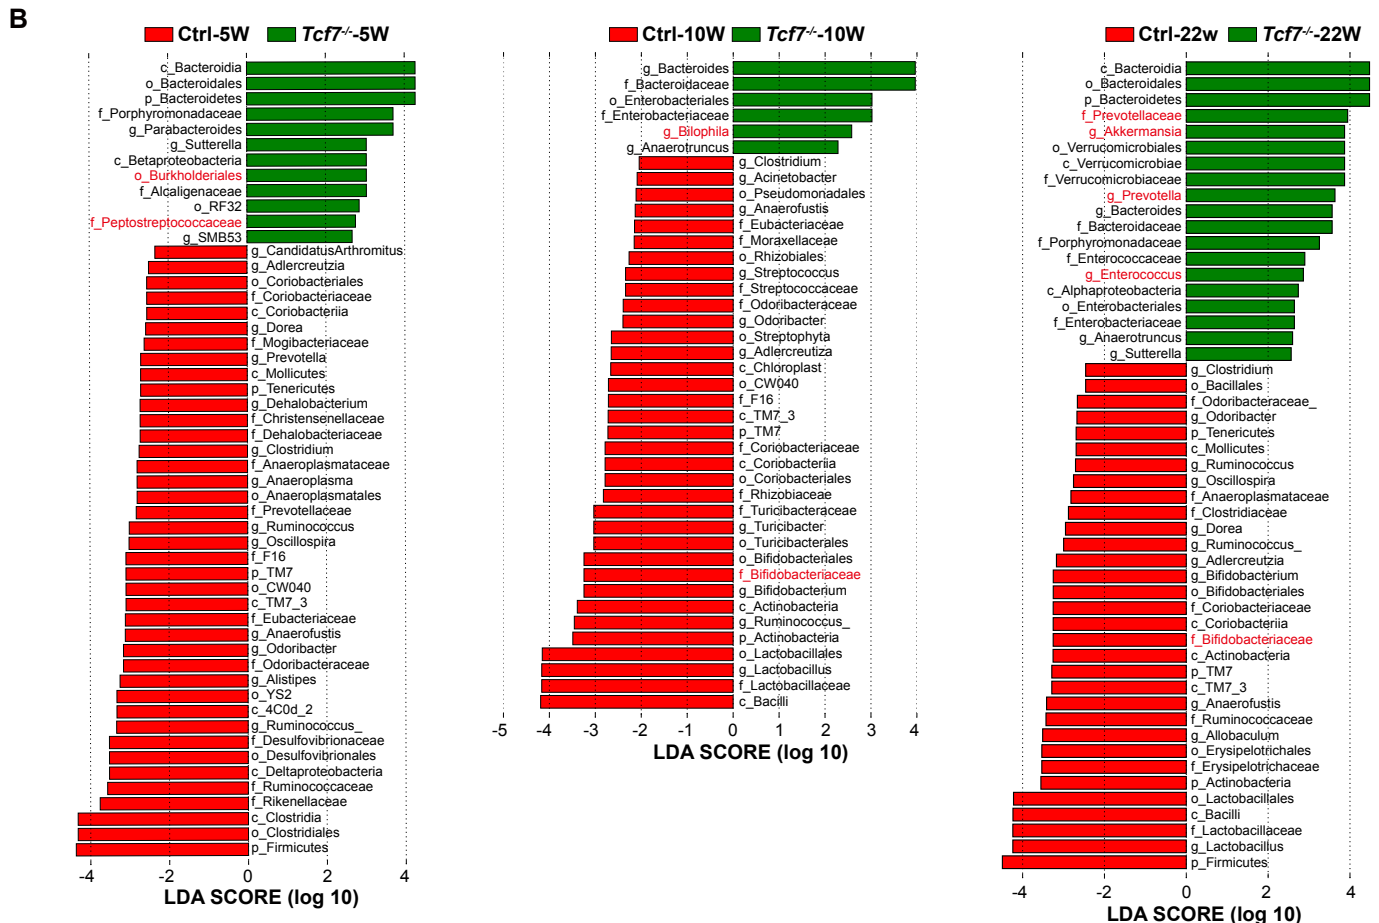 B
Ctrl-5W Tcf7-/--5W
c_Bacteroidia
o_Bacteroidales
p_Bacteroidetes
f_Porphyromonadaceae
g_Parabacteroides
g_Sutterella
c_Betaproteobacteria
o_Burkholderiales
f_Alcaligenaceae
o_RF32
f_Peptostreptococcaceae
g_SMB53
g_CandidatusArthromitus
g_Adlercreutzia
o_Coriobacteriales
f_Coriobacteriaceae
c_Coriobacteriia
g_Dorea
f_Mogibacteriaceae
g_Prevotella
c_Mollicutes
p_Tenericutes
g_Dehalobacterium
f_Christensenellaceae
f_Dehalobacteriaceae
g_Clostridium
f_Anaeroplasmataceae
g_Anaeroplasma
o_Anaeroplasmatales
f_Prevotellaceae
g_Ruminococcus
g_Oscillospira
f_F16
p_TM7
o_CW040
c_TM7_3
f_Eubacteriaceae
g_Anaerofustis
g_Odoribacter
f_Odoribacteraceae
g_Alistipes
o_YS2
c_4C0d_2
g_Ruminococcus_
f_Desulfovibrionaceae
o_Desulfovibrionales
c_Deltaproteobacteria
f_Ruminococcaceae
f_Rikenellaceae
c_Clostridia
o_Clostridiales
p_Firmicutes
-4 -2 0 2 4
LDA SCORE (log 10)
Ctrl-10W Tcf7-/--10W
g_Bacteroides
f_Bacteroidaceae
o_Enterobacteriales
f_Enterobacteriaceae
g_Bilophila
g_Anaerotruncus
g_Clostridium
g_Acinetobacter
o_Pseudomonadales
g_Anaerofustis
f_Eubacteriaceae
f_Moraxellaceae
o_Rhizobiales
g_Streptococcus
f_Streptococcaceae
f_Odoribacteraceae
g_Odoribacter
o_Streptophyta
g_Adlercreutiza
c_Chloroplast
o_CW040
f_F16
c_TM7_3
p_TM7
f_Coriobacteriaceae
c_Coriobacteriia
o_Coriobacteriales
f_Rhizobiaceae
f_Turicibacteraceae
g_Turicibacter
o_Turicibacterales
o_Bifidobacteriales
f_Bifidobacteriaceae
g_Bifidobacterium
c_Actinobacteria
g_Ruminococcus_
p_Actinobacteria
o_Lactobacillales
g_Lactobacillus
f_Lactobacillaceae
c_Bacilli
-5 -4 -3 -2 -1 0 1 2 3 4
LDA SCORE (log 10)
Ctrl-22w Tcf7-/--22W
c_Bacteroidia
o_Bacteroidales
p_Bacteroidetes
f_Prevotellaceae
g_Akkermansia
o_Verrucomicrobiales
c_Verrucomicrobiae
f_Verrucomicrobiaceae
g_Prevotella
g_Bacteroides
f_Bacteroidaceae
f_Porphyromonadaceae
f_Enterococcaceae
g_Enterococcus
c_Alphaproteobacteria
o_Enterobacteriales
f_Enterobacteriaceae
g_Anaerotruncus
g_Sutterella
g_Clostridium
o_Bacillales
f_Odoribacteraceae_
g_Odoribacter
p_Tenericutes
c_Mollicutes
g_Ruminococcus
g_Oscillospira
f_Anaeroplasmataceae
f_Clostridiaceae
g_Dorea
g_Ruminococcus_
g_Adlercreutzia
g_Bifidobacterium
o_Bifidobacteriales
f_Coriobacteriaceae
c_Coriobacteriia
f_Bifidobacteriaceae
c_Actinobacteria
p_TM7
c_TM7_3
g_Anaerofustis
f_Ruminococcaceae
g_Allobaculum
o_Erysipelotrichales
f_Erysipelotrichaceae
p_Actinobacteria
o_Lactobacillales
c_Bacilli
f_Lactobacillaceae
g_Lactobacillus
p_Firmicutes
-4 -2 0 2 4
LDA SCORE (log 10)